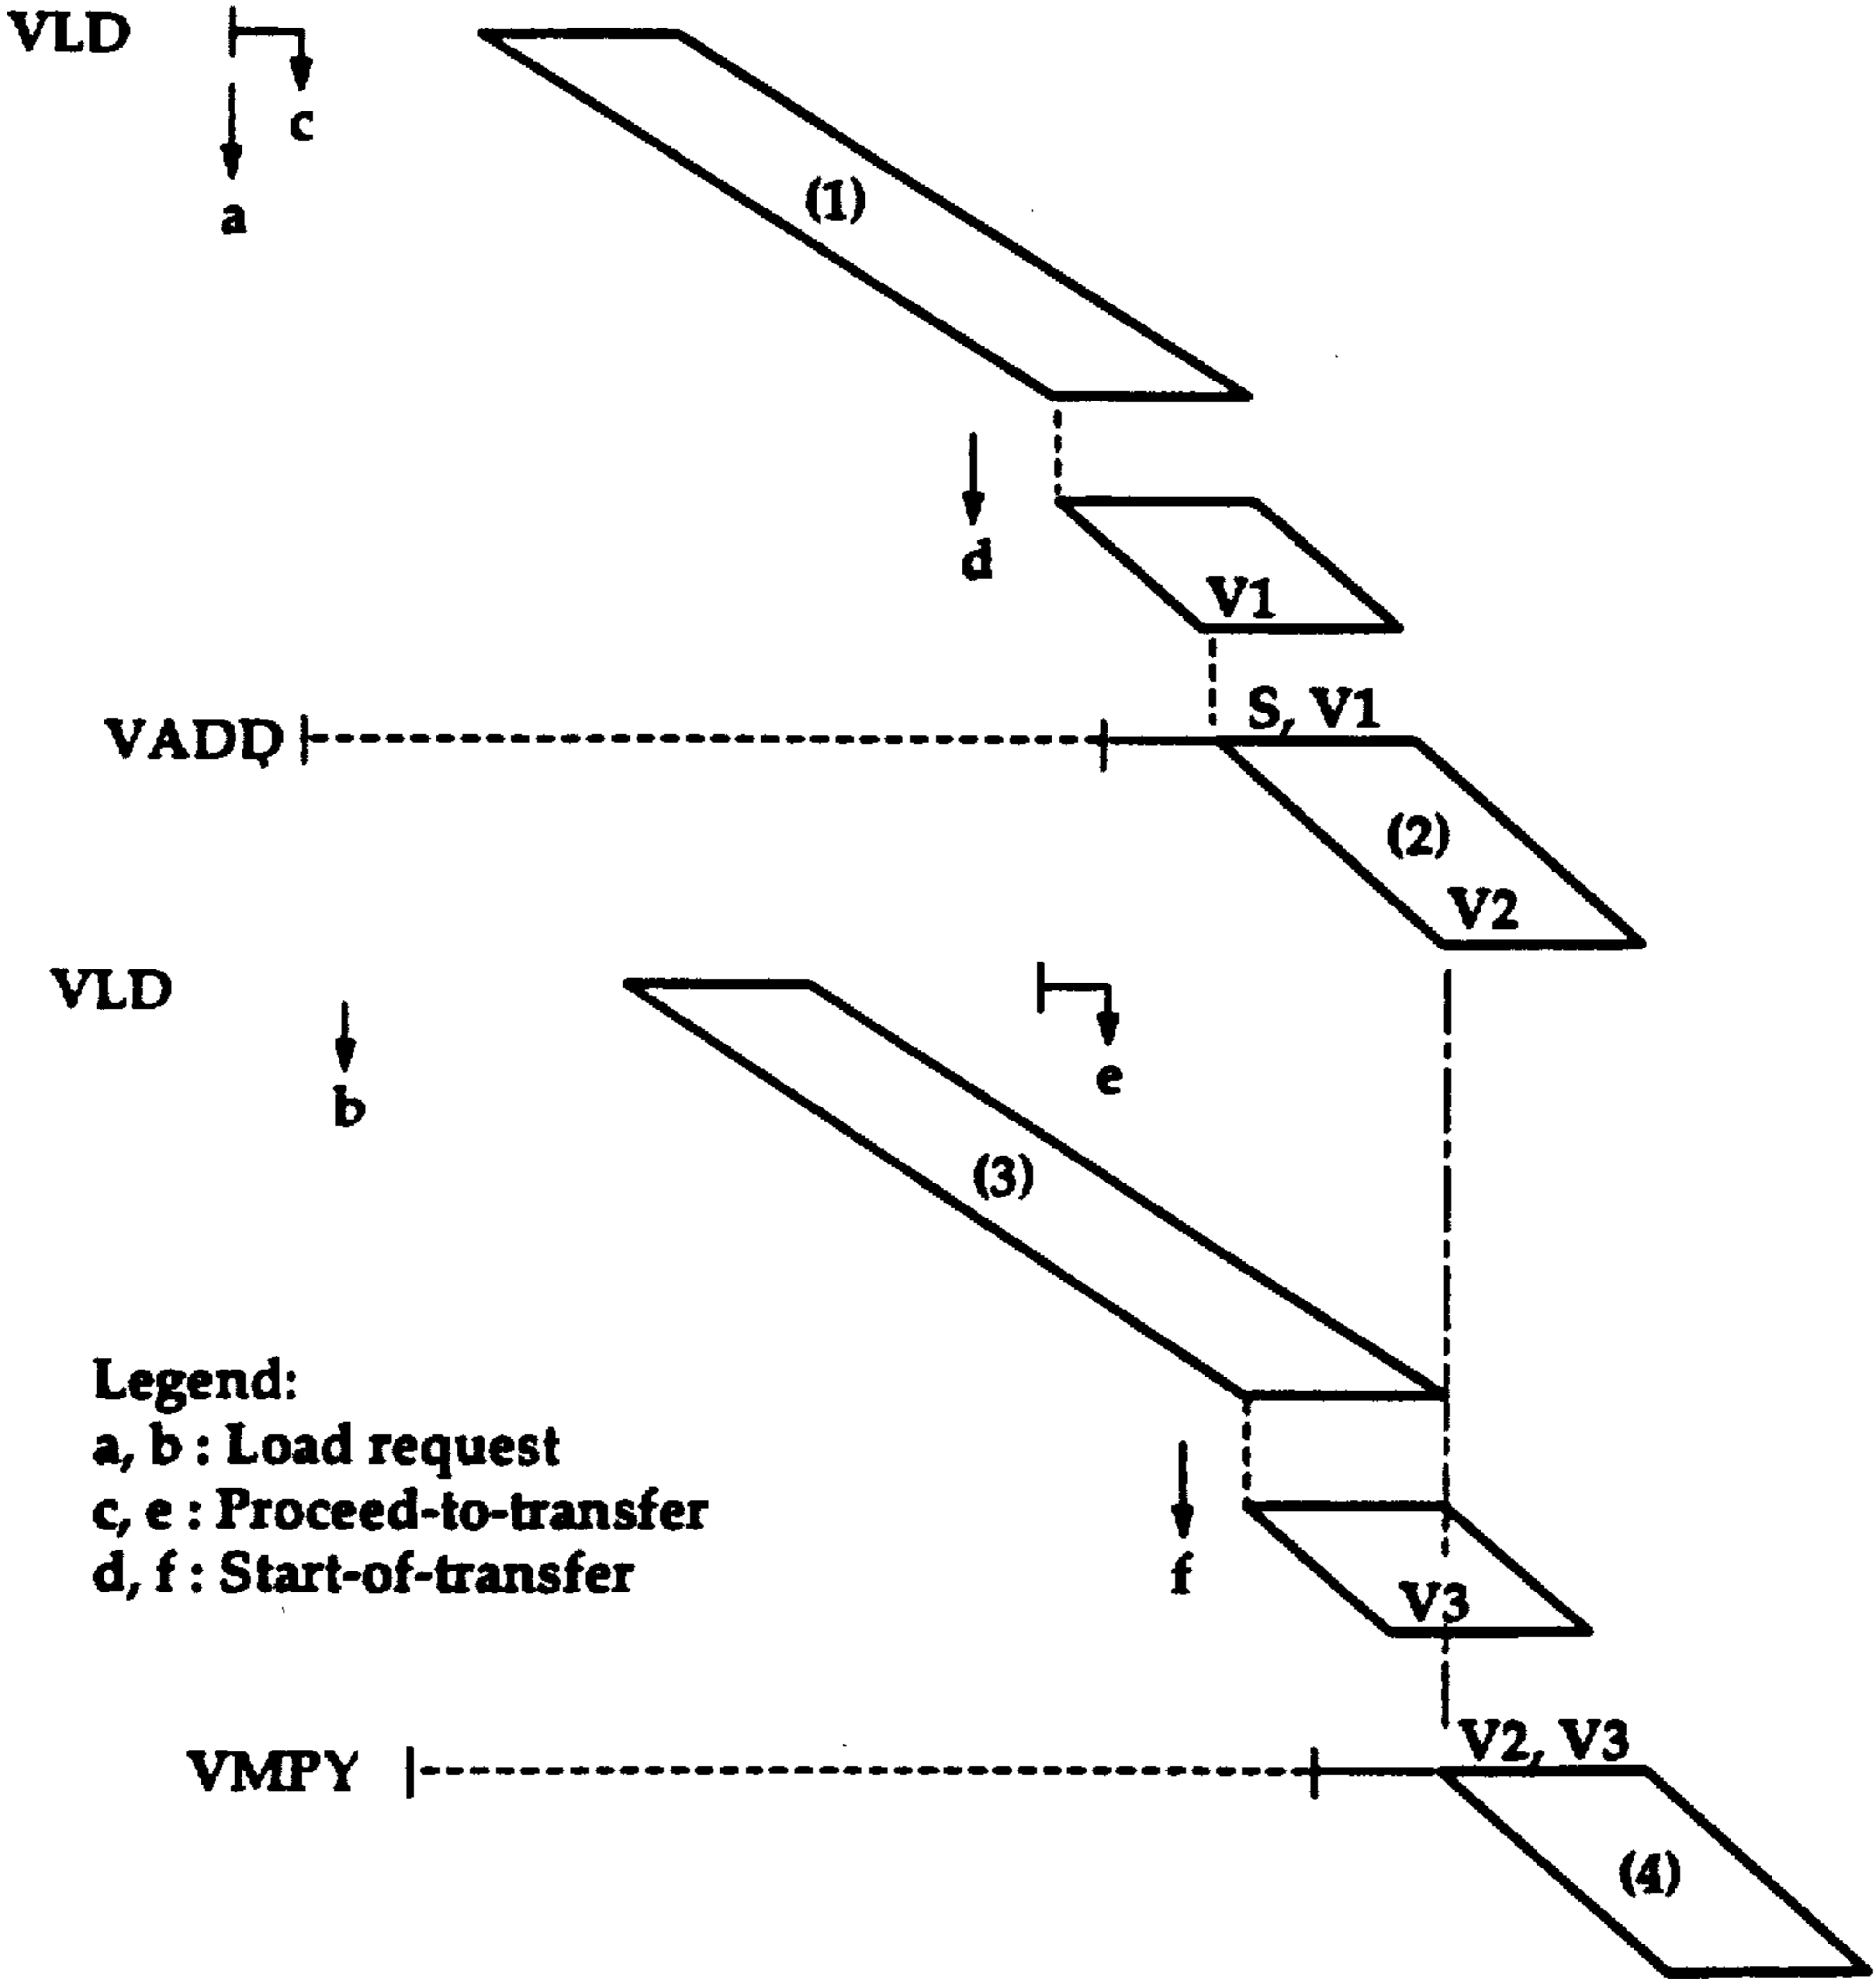 VLD
c
a
(1)
d
V1
S, V1
VADD
(2)
V2
VLD
b
e
(3)
Legend:
a, b : Load request
c, e : Proceed-to-transfer
d, f : Start-of-transfer
f
V3
V2, V3
VMPY
(4)